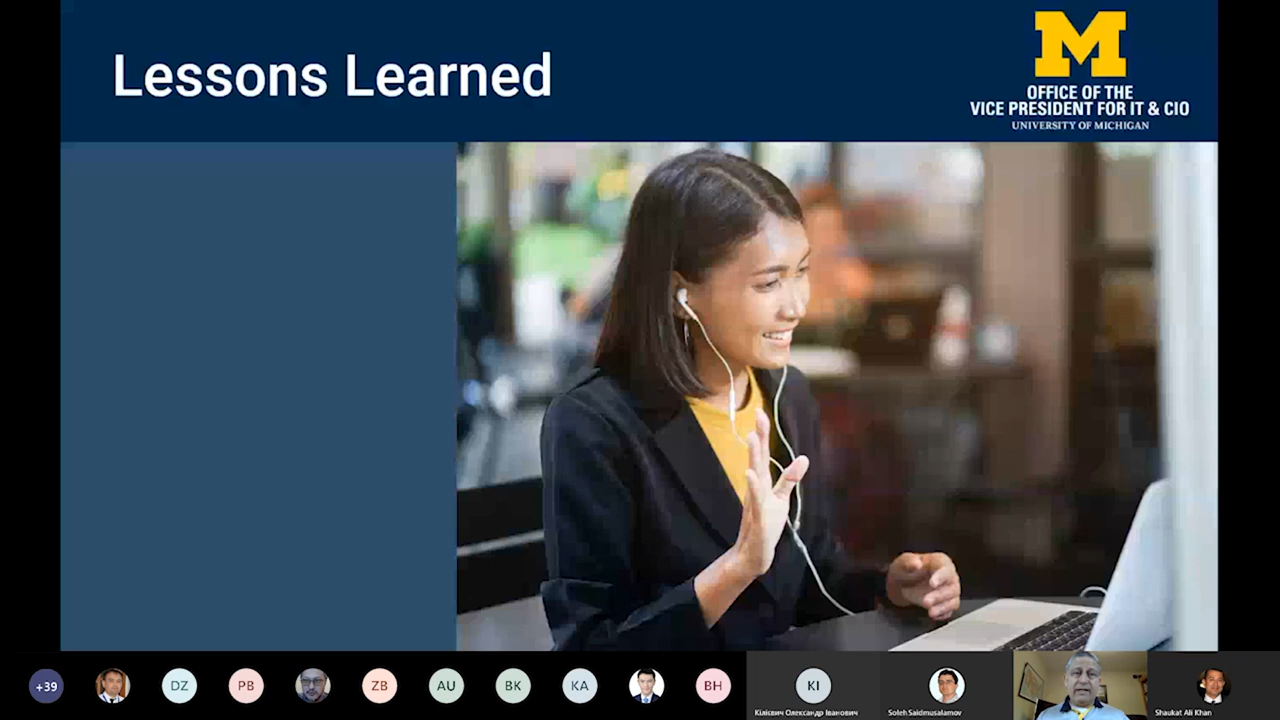 Lessons Learned
M
OFFICE OF THE
VICE PRESIDENT FOR IT & CIO
UNIVERSITY OF MICHIGAN
+39
DZ
PB
ZB
AU
BK
KA
BH
KI
Кілієвич Олександр Іванович
Soleh Saidmusalamov
Shaukat Ali Khan